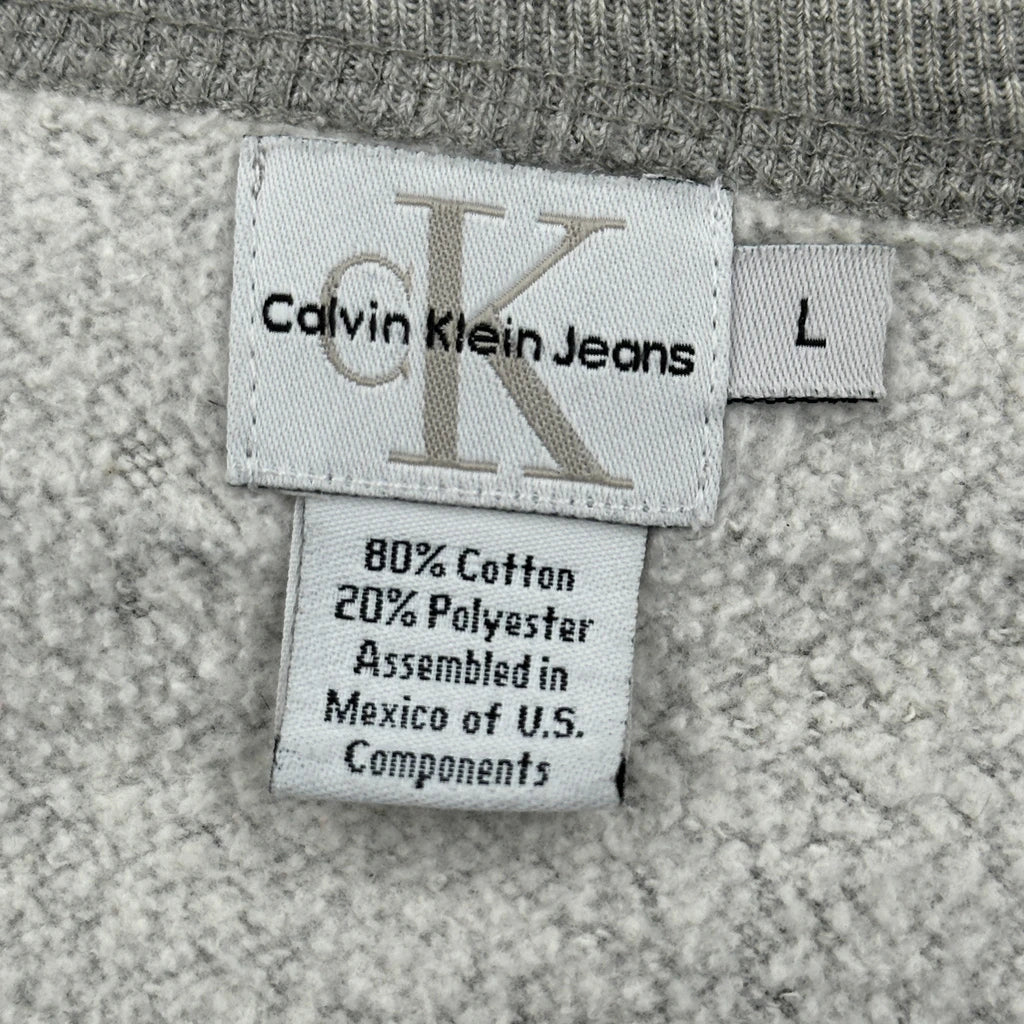 CK
Calvin Klein Jeans
L
80% Cotton
20% Polyester
Assembled in
Mexico of U.S.
Components